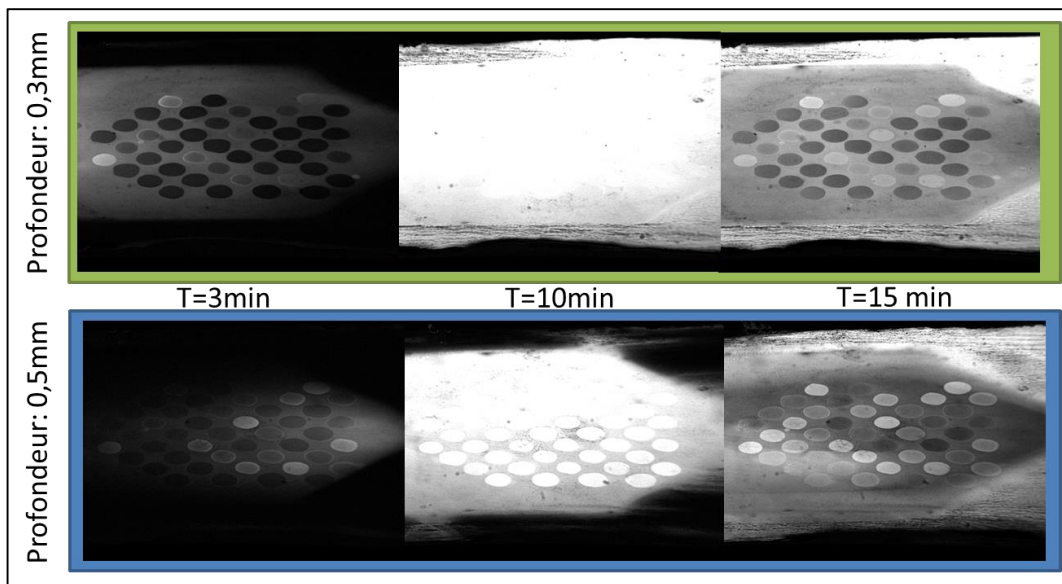 Profondeur: 0,3mm
T=3min
T=10min
T=15 min
Profondeur: 0,5mm